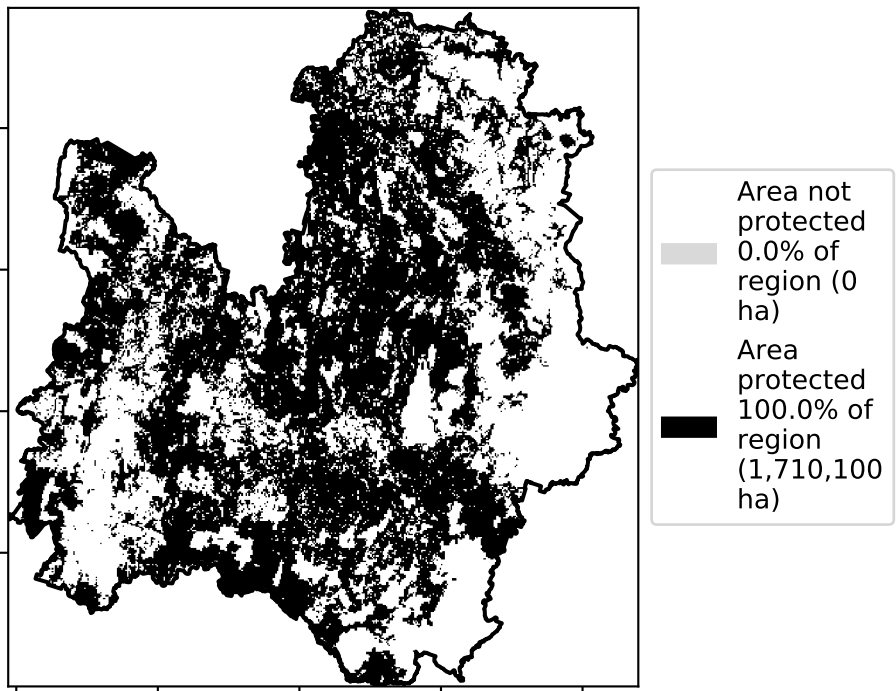 Area not
protected
0.0% of
region (0
ha)
Area
protected
100.0% of
region
(1,710,100
ha)